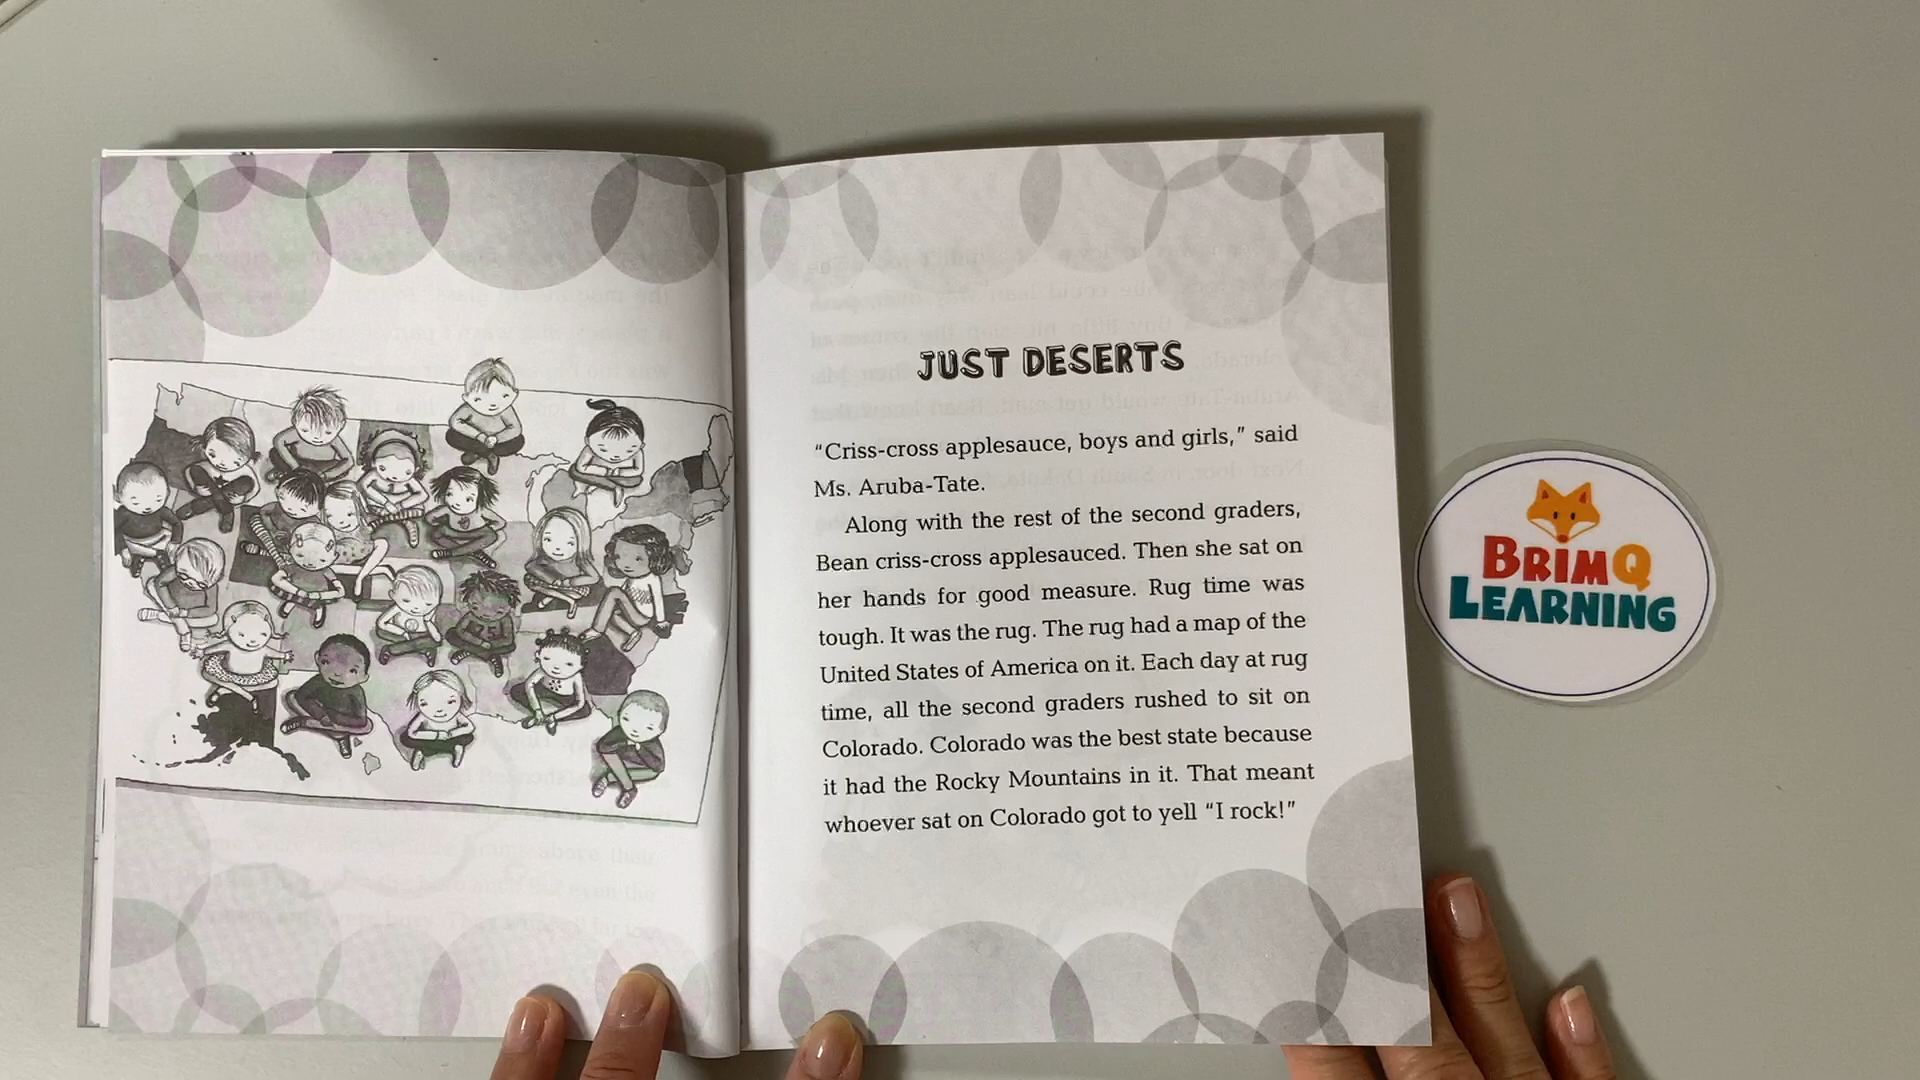 JUST DESERTS
“Criss-cross applesauce, boys and girls,” said
Ms. Aruba-Tate.
Along with the rest of the second graders,
Bean criss-cross applesauced. Then she sat on
her hands for good measure. Rug time was
tough. It was the rug. The rug had a map of the
United States of America on it. Each day at rug
time, all the second graders rushed to sit on
Colorado. Colorado was the best state because
it had the Rocky Mountains in it. That meant
whoever sat on Colorado got to yell “I rock!”
BRIMQ
LEARNING